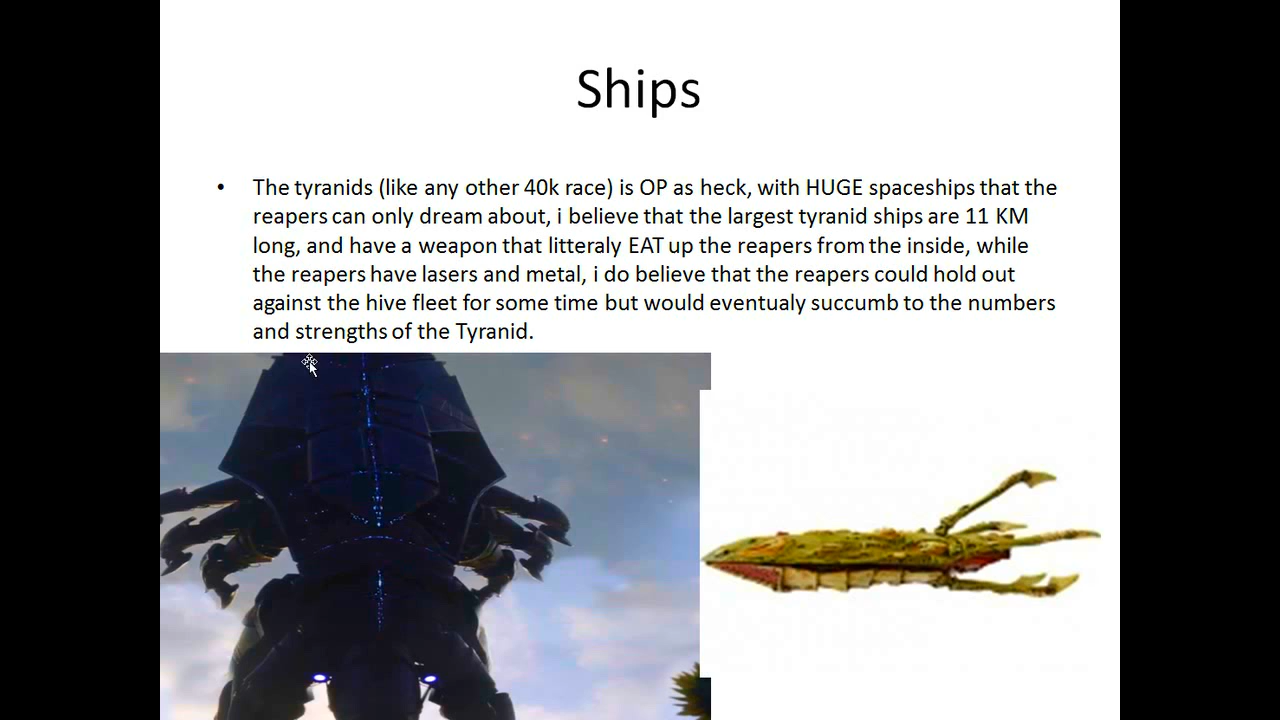 Ships
• The tyranids (like any other 40k race) is OP as heck, with HUGE spaceships that the
reapers can only dream about, i believe that the largest tyranid ships are 11 KM
long, and have a weapon that litteraly EAT up the reapers from the inside, while
the reapers have lasers and metal, i do believe that the reapers could hold out
against the hive fleet for some time but would eventualy succumb to the numbers
and strengths of the Tyranid.